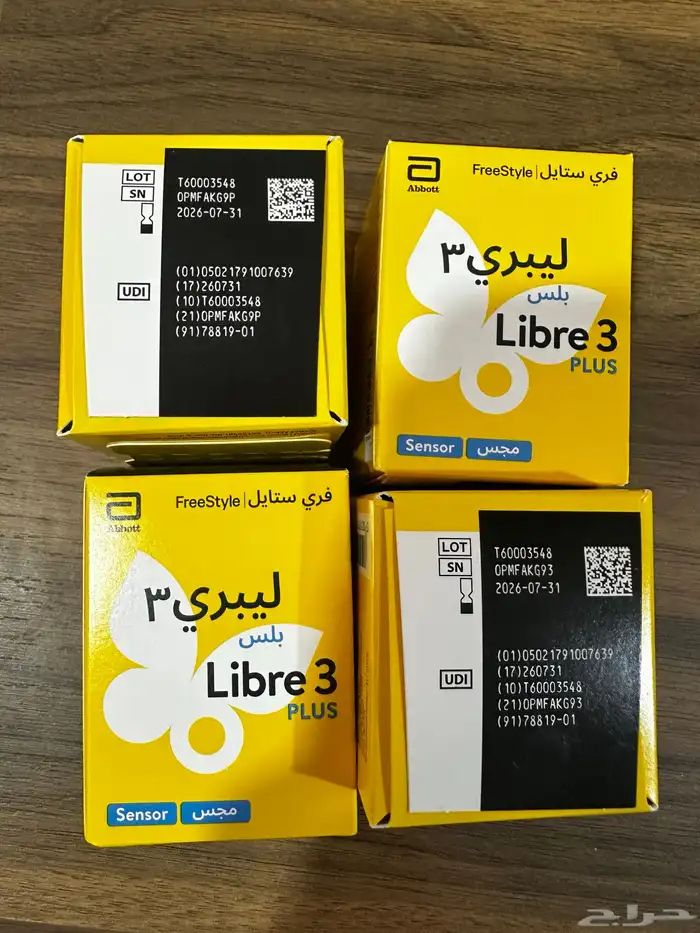 LOT
SN
T60003548
OPMFAKG9P
2026-07-31
UDI
(01)05021791007639
(17)260731
(10)T60003548
(21)OPMFAKG9P
(91)78819-01
Abbott
FreeStyle | فري ستايل
ليبري٣
بلس
Libre 3
PLUS
Sensor مجس
Abbott
FreeStyle | فري ستايل
ليبري٣
بلس
Libre 3
PLUS
Sensor مجس
LOT
SN
T60003548
OPMFAKG93
2026-07-31
UDI
(01)05021791007639
(17)260731
(10)T60003548
(21)OPMFAKG93
(91)78819-01
حراج